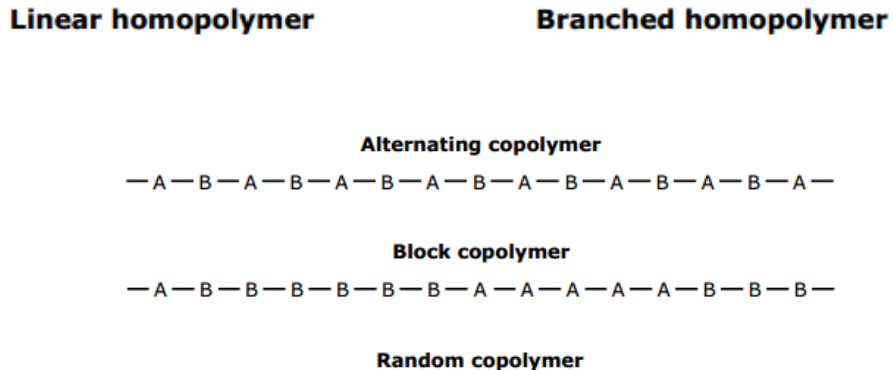 Linear homopolymer Branched homopolymer
Alternating copolymer
— A — B — A — B — A — B — A — B — A — B — A — B — A — B — A —
Block copolymer
— A — B — B — B — B — B — B — A — A — A — A — A — B — B — B —
Random copolymer